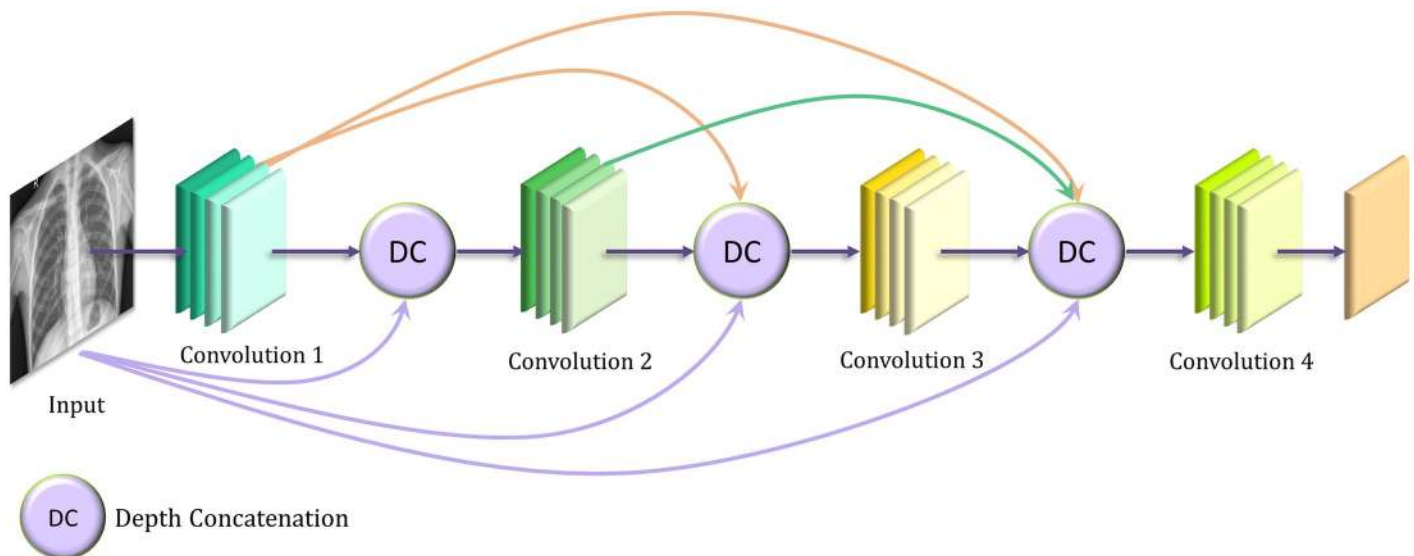 R
DC
DC
DC
Convolution 1
Convolution 2
Convolution 3
Convolution 4
Input
DC
Depth Concatenation